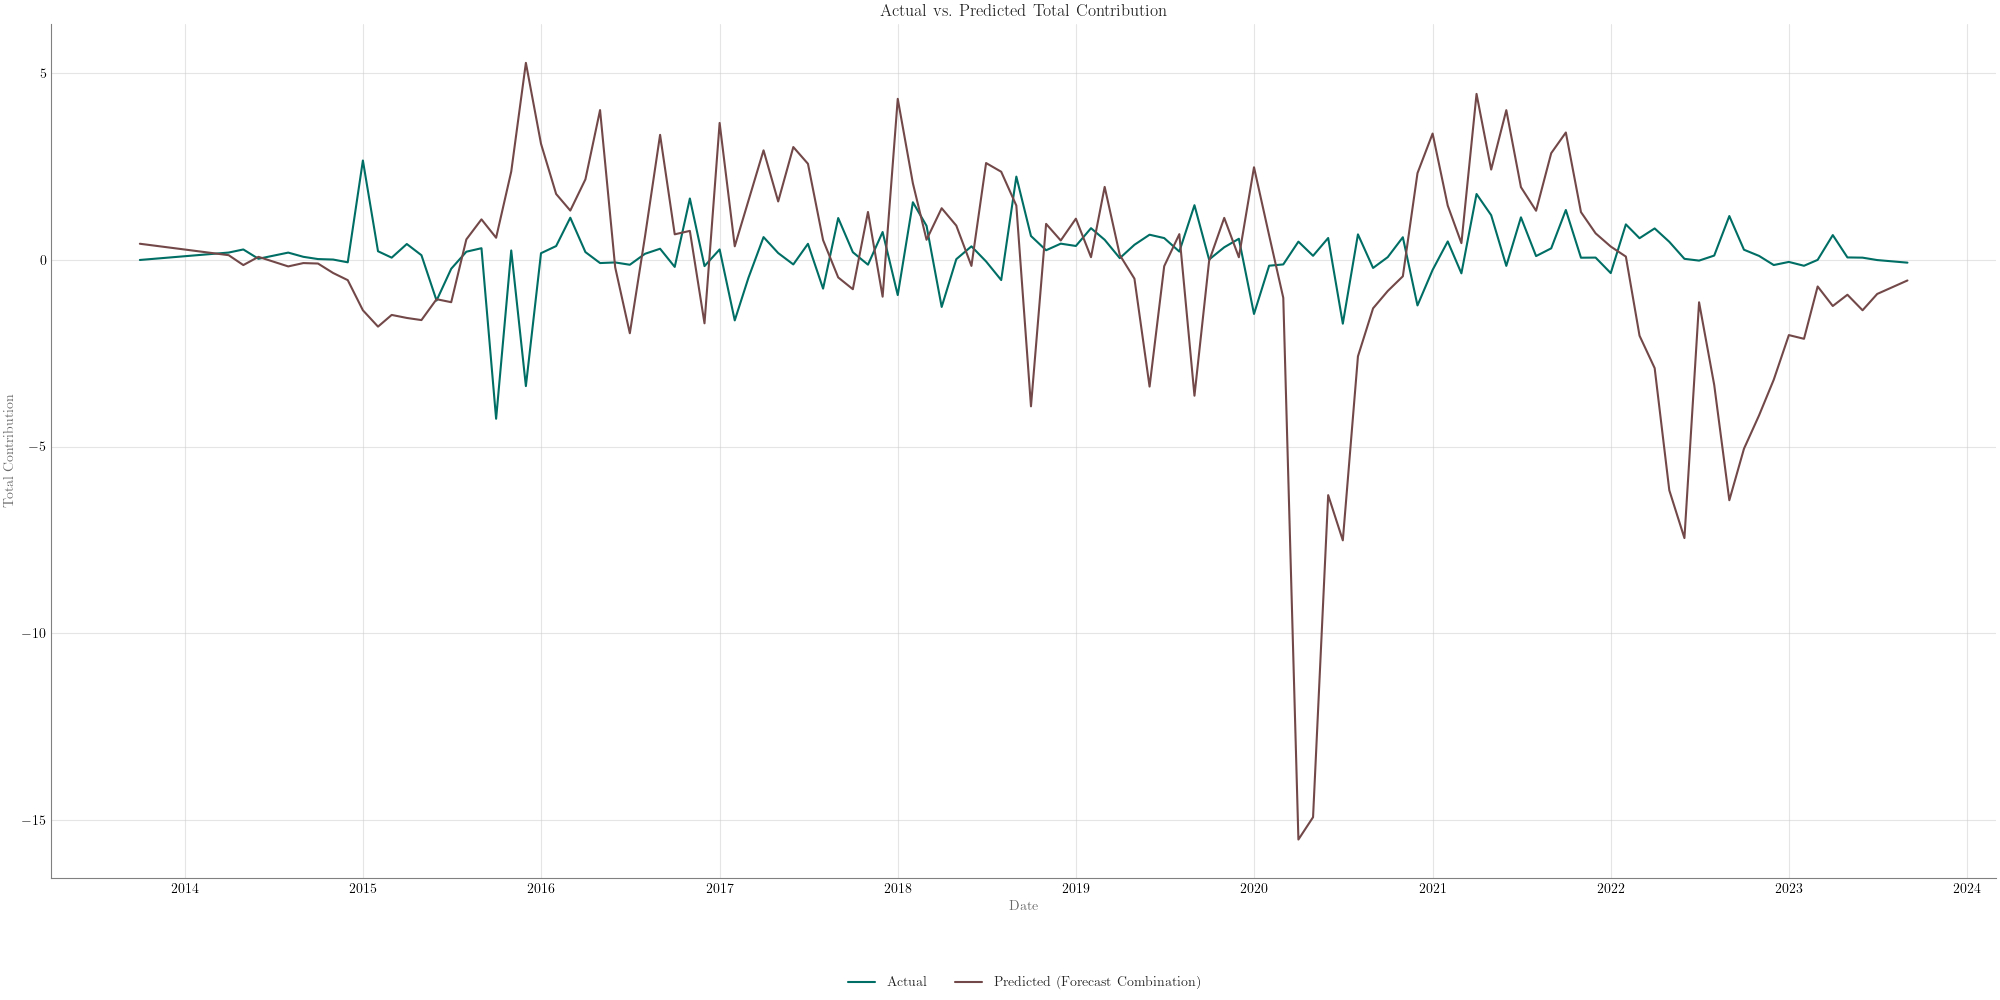 Actual vs. Predicted Total Contribution
5
0
−5
−10
−15
Total Contribution
2014 2015 2016 2017 2018 2019 2020 2021 2022 2023 2024
Date
Actual Predicted (Forecast Combination)